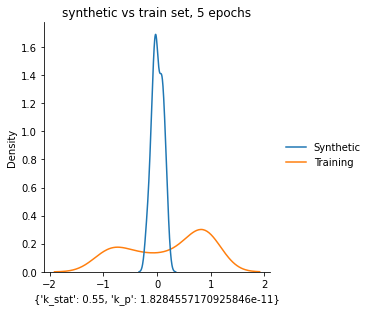 synthetic vs train set, 5 epochs
Density
1.6
1.4
1.2
1.0
0.8
0.6
0.4
0.2
0.0
−2
−1
0
1
2
{'k_stat': 0.55, 'k_p': 1.8284557170925846e-11}
Synthetic
Training